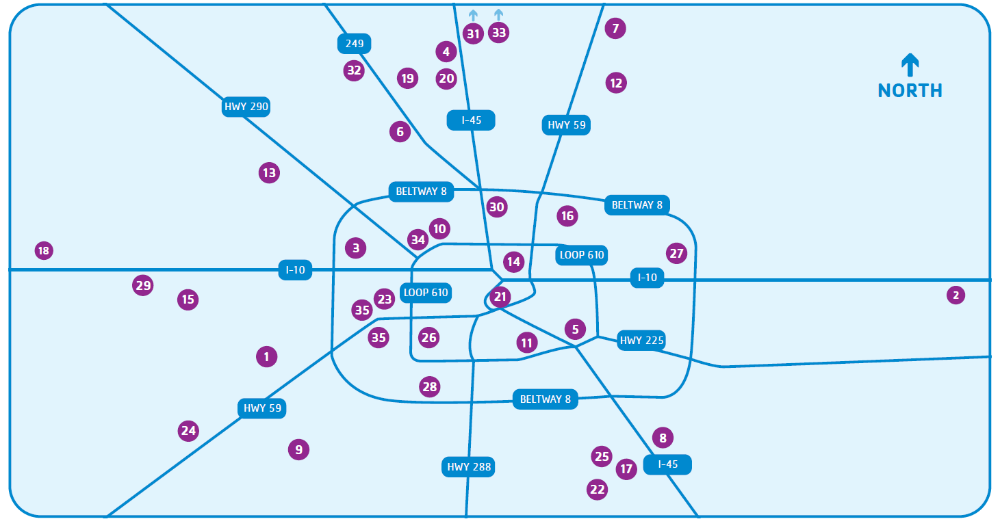 31
33
7
249
4
32
19
20
12
NORTH
HWY 290
I-45
HWY 59
6
13
BELTWAY 8
BELTWAY 8
30
16
10
34
3
18
27
LOOP 610
14
I-10
I-10
29
15
23
LOOP 610
21
2
35
5
35
26
11
HWY 225
1
28
BELTWAY 8
HWY 59
24
9
8
25
17
I-45
HWY 288
22